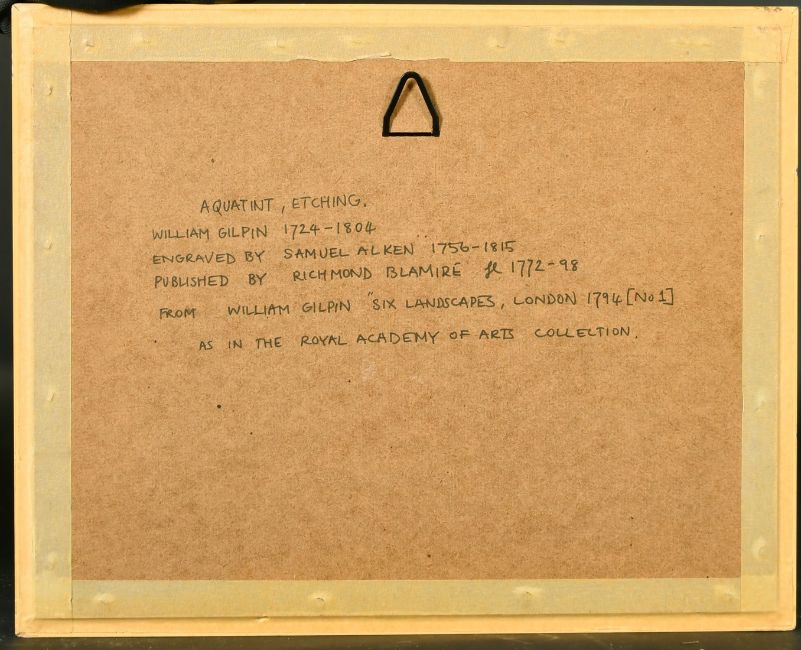 AQUATINT, ETCHING.
WILLIAM GILPIN 1724-1804
ENGRAVED BY SAMUEL ALKEN 1756-1815
PUBLISHED BY RICHMOND BLAMIRE fl 1772-98
FROM WILLIAM GILPIN "SIX LANDSCAPES, LONDON 1794 [No 1]
AS IN THE ROYAL ACADEMY OF ARTS COLLECTION.